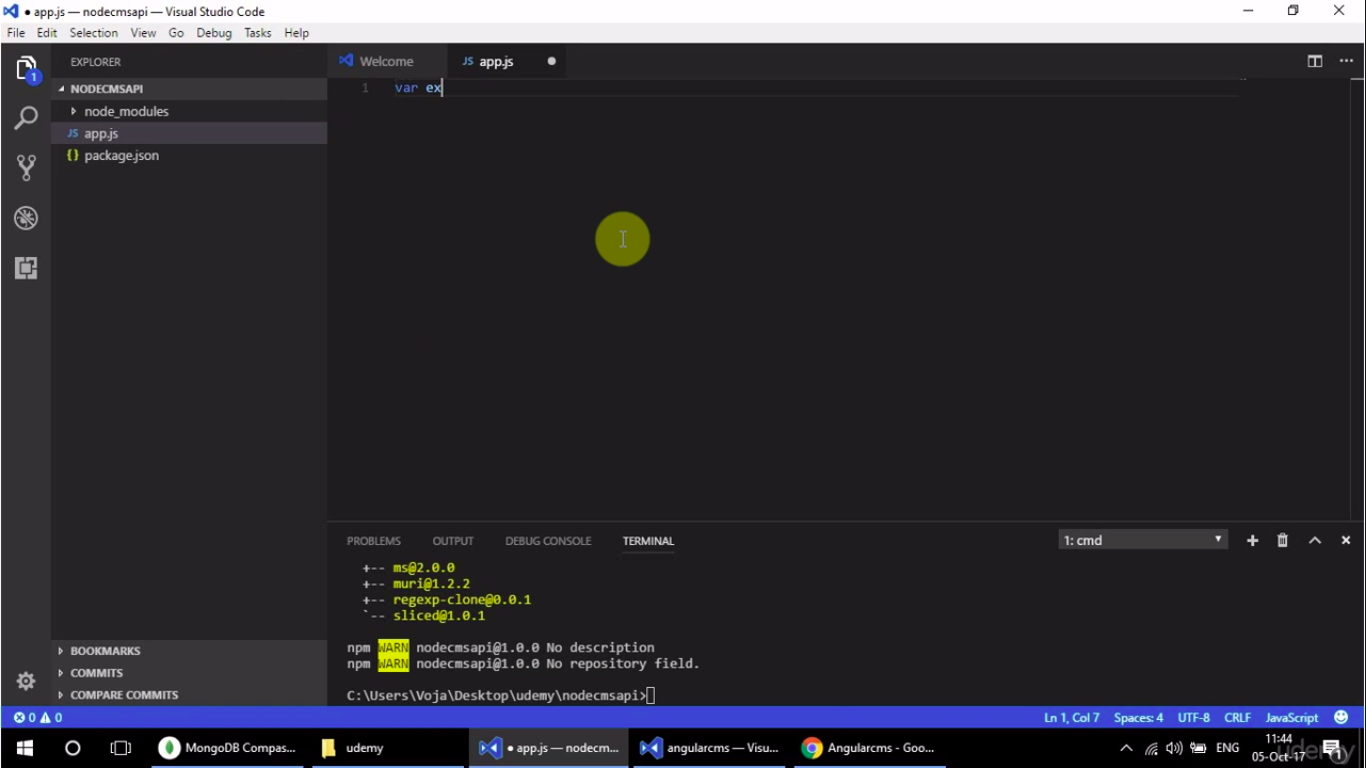 ● app.js — nodecmsapi — Visual Studio Code
File Edit Selection View Go Debug Tasks Help
1
EXPLORER
NODECMSAPI
node_modules
JS app.js
{} package.json
BOOKMARKS
COMMITS
COMPARE COMMITS
Welcome JS app.js ●
1 var ex
PROBLEMS OUTPUT DEBUG CONSOLE TERMINAL 1: cmd
+-- ms@2.0.0
+-- muri@1.2.2
+-- regexp-clone@0.0.1
`-- sliced@1.0.1
npm WARN nodecmsapi@1.0.0 No description
npm WARN nodecmsapi@1.0.0 No repository field.
C:\Users\Voja\Desktop\udemy\nodecmsapi>
0 0 Ln 1, Col 7 Spaces: 4 UTF-8 CRLF JavaScript
MongoDB Compas... udemy ● app.js — nodecm... angularcms — Visu... Angularcms - Goo... ENG
11:44
05-Oct-17
1
udemy